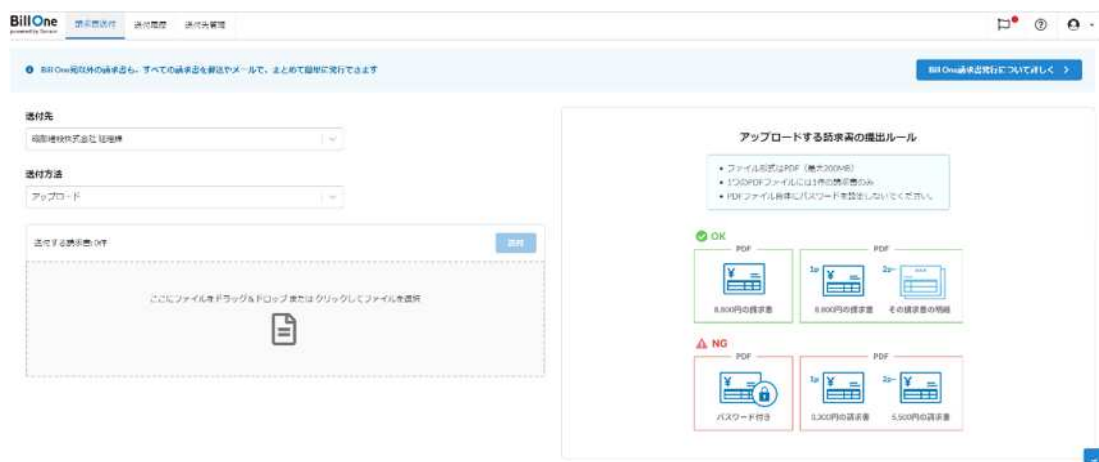 Bill One
請求書送付 送付履歴 送付先管理
Bill One宛以外の請求書も、すべての請求書を郵送やメールで、まとめて簡単に発行できます
Bill One請求書発行について詳しく
送付先
送付方法
アップロード
送付する請求書: 0件
送付
ここにファイルをドラッグ&ドロップ または クリックしてファイルを選択
アップロードする請求書の提出ルール
ファイル形式はPDF(最大200MB)
1つのPDFファイルには1件の請求書のみ
PDFファイル自体にパスワードを設定しないでください。
OK
PDF PDF
1p 2p~
8,800円の請求書 8,800円の請求書 その請求書の明細
NG
PDF PDF
1p 2p~
パスワード付き 3,300円の請求書 5,500円の請求書